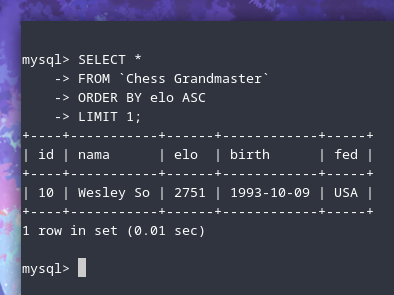 mysql> SELECT *
    -> FROM `Chess Grandmaster`
    -> ORDER BY elo ASC
    -> LIMIT 1;
+----+-----------+------+------------+-----+
| id | nama      | elo  | birth      | fed |
+----+-----------+------+------------+-----+
| 10 | Wesley So | 2751 | 1993-10-09 | USA |
+----+-----------+------+------------+-----+
1 row in set (0.01 sec)
mysql>